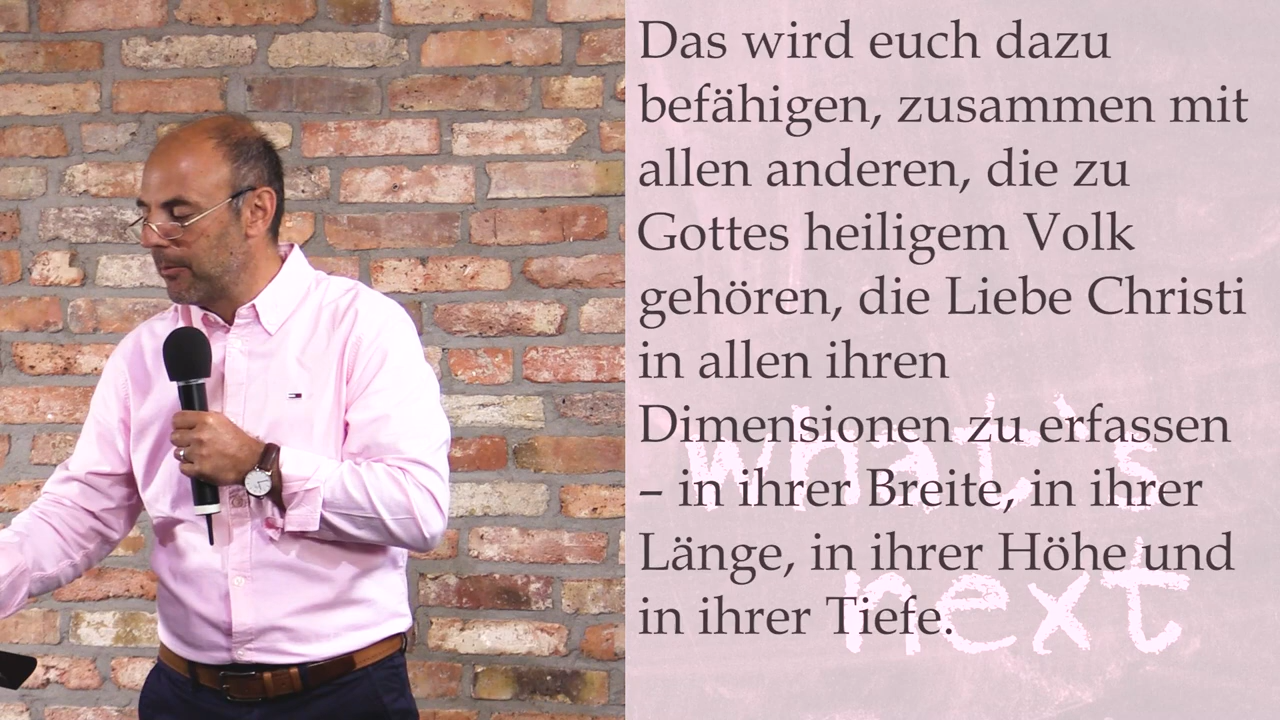 Das wird euch dazu
befähigen, zusammen mit
allen anderen, die zu
Gottes heiligem Volk
gehören, die Liebe Christi
in allen ihren
Dimensionen zu erfassen
– in ihrer Breite, in ihrer
Länge, in ihrer Höhe und
in ihrer Tiefe.
what's
next